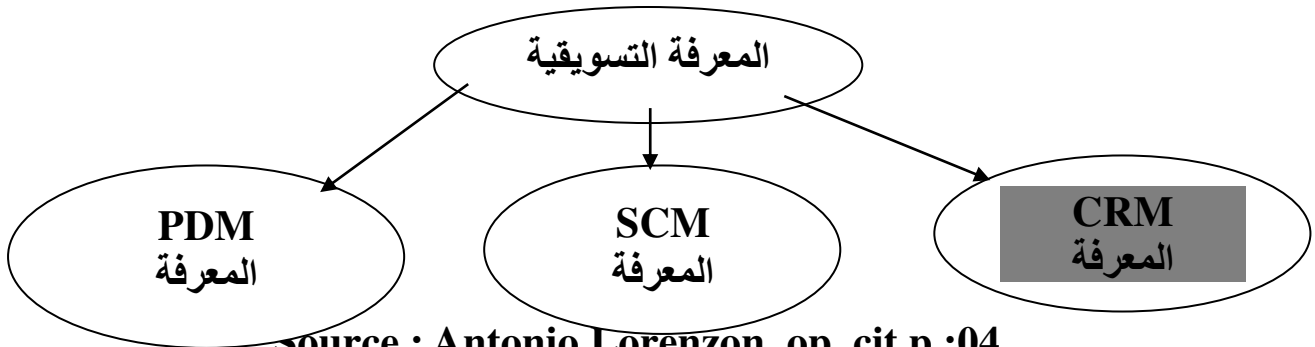 المعرفة التسويقية
PDM
المعرفة
SCM
المعرفة
CRM
المعرفة
Source : Antonio Lorenzon, op, cit p :04